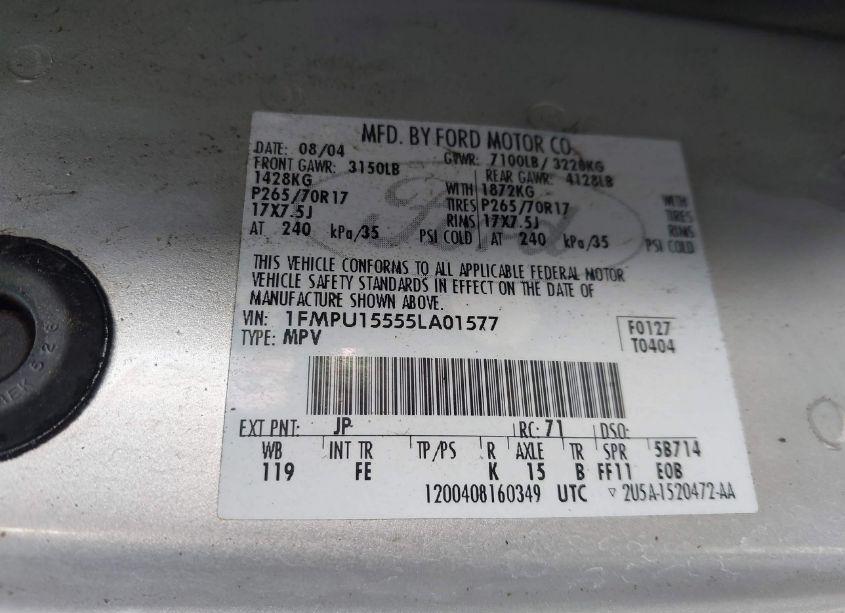 MFD. BY FORD MOTOR CO.
DATE: 08/04 GVWR: 7100LB/ 3220KG
FRONT GAWR: 3150LB REAR GAWR: 4128LB
1428KG WITH 1872KG WITH
P265/70R17 TIRES P265/70R17 TIRES
17X7.5J RIMS 17X7.5J RIMS
AT 240 kPa/35 PSI COLD AT 240 kPa/35 PSI COLD
THIS VEHICLE CONFORMS TO ALL APPLICABLE FEDERAL MOTOR
VEHICLE SAFETY STANDARDS IN EFFECT ON THE DATE OF
MANUFACTURE SHOWN ABOVE.
VIN: 1FMPU15555LA01577 F0127
TYPE: MPV T0404
EXT PNT: JP RC: 71 DSO:
WB INT TR TP/PS R AXLE TR SPR 5B714
119 FE K 15 B FF11 E0B
1200408160349 UTC ▽ 2U5A-1520472-AA